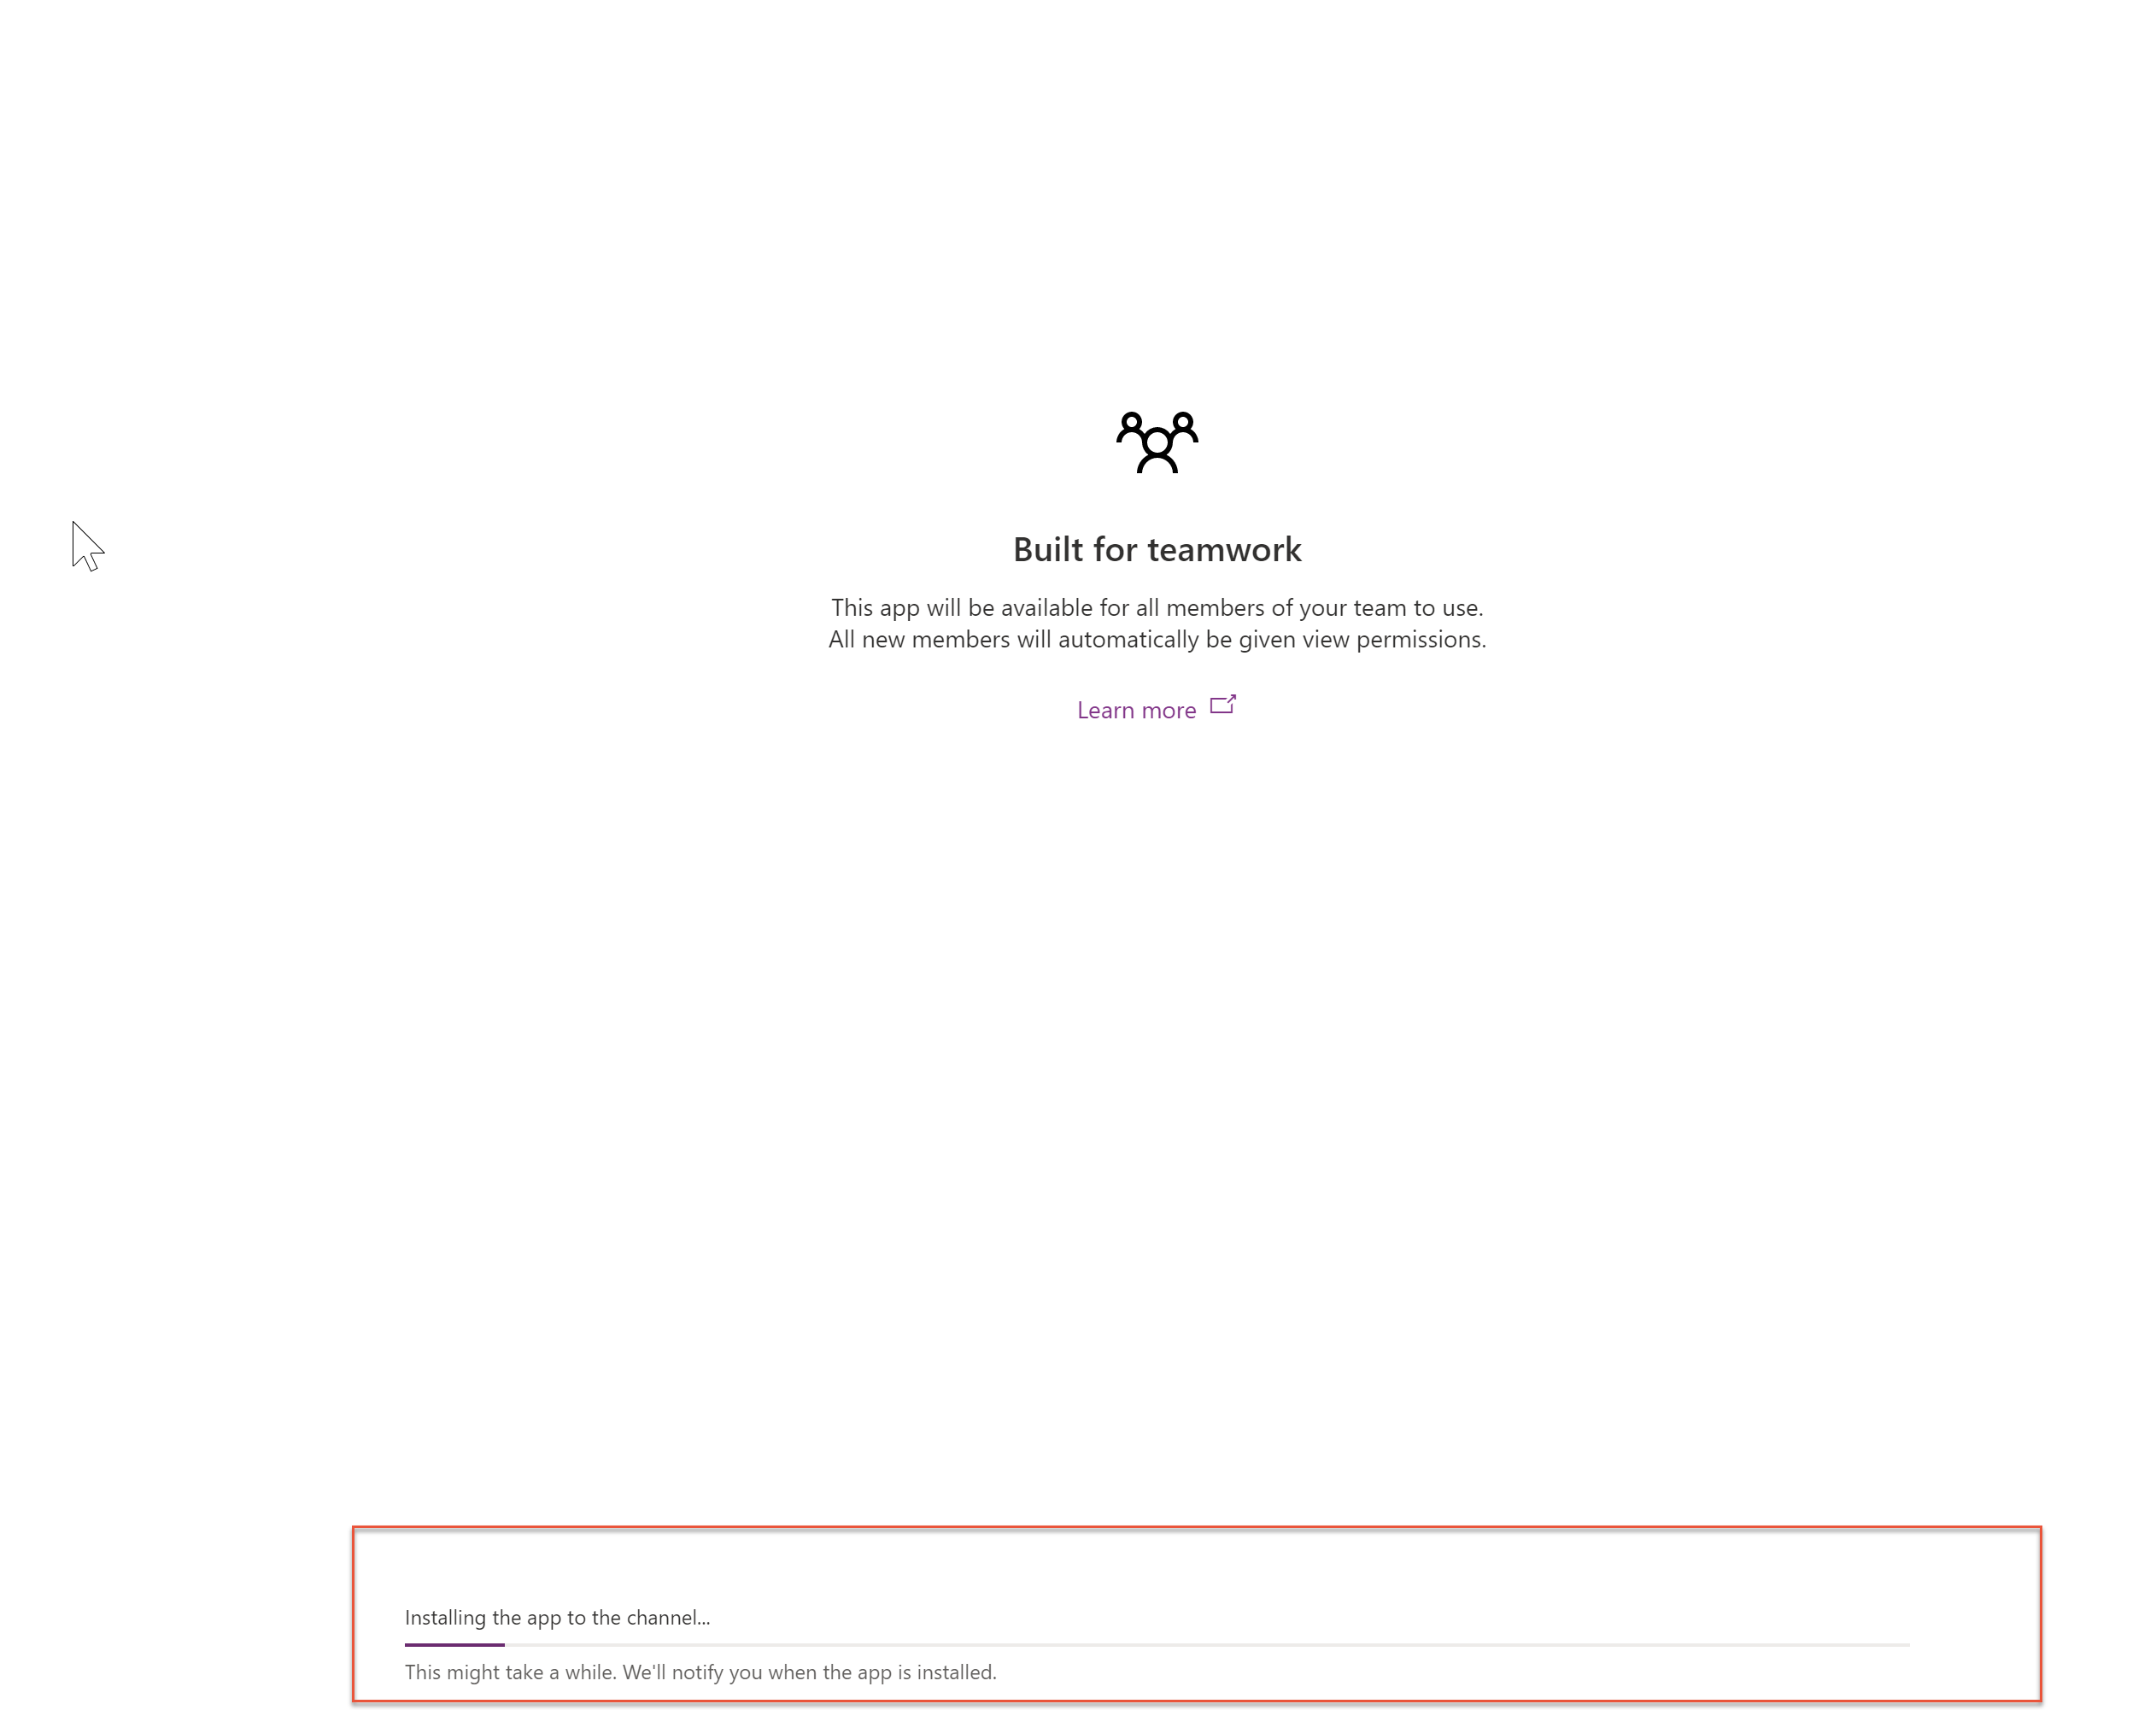 Built for teamwork
This app will be available for all members of your team to use.
All new members will automatically be given view permissions.
Learn more
Installing the app to the channel...
This might take a while. We'll notify you when the app is installed.